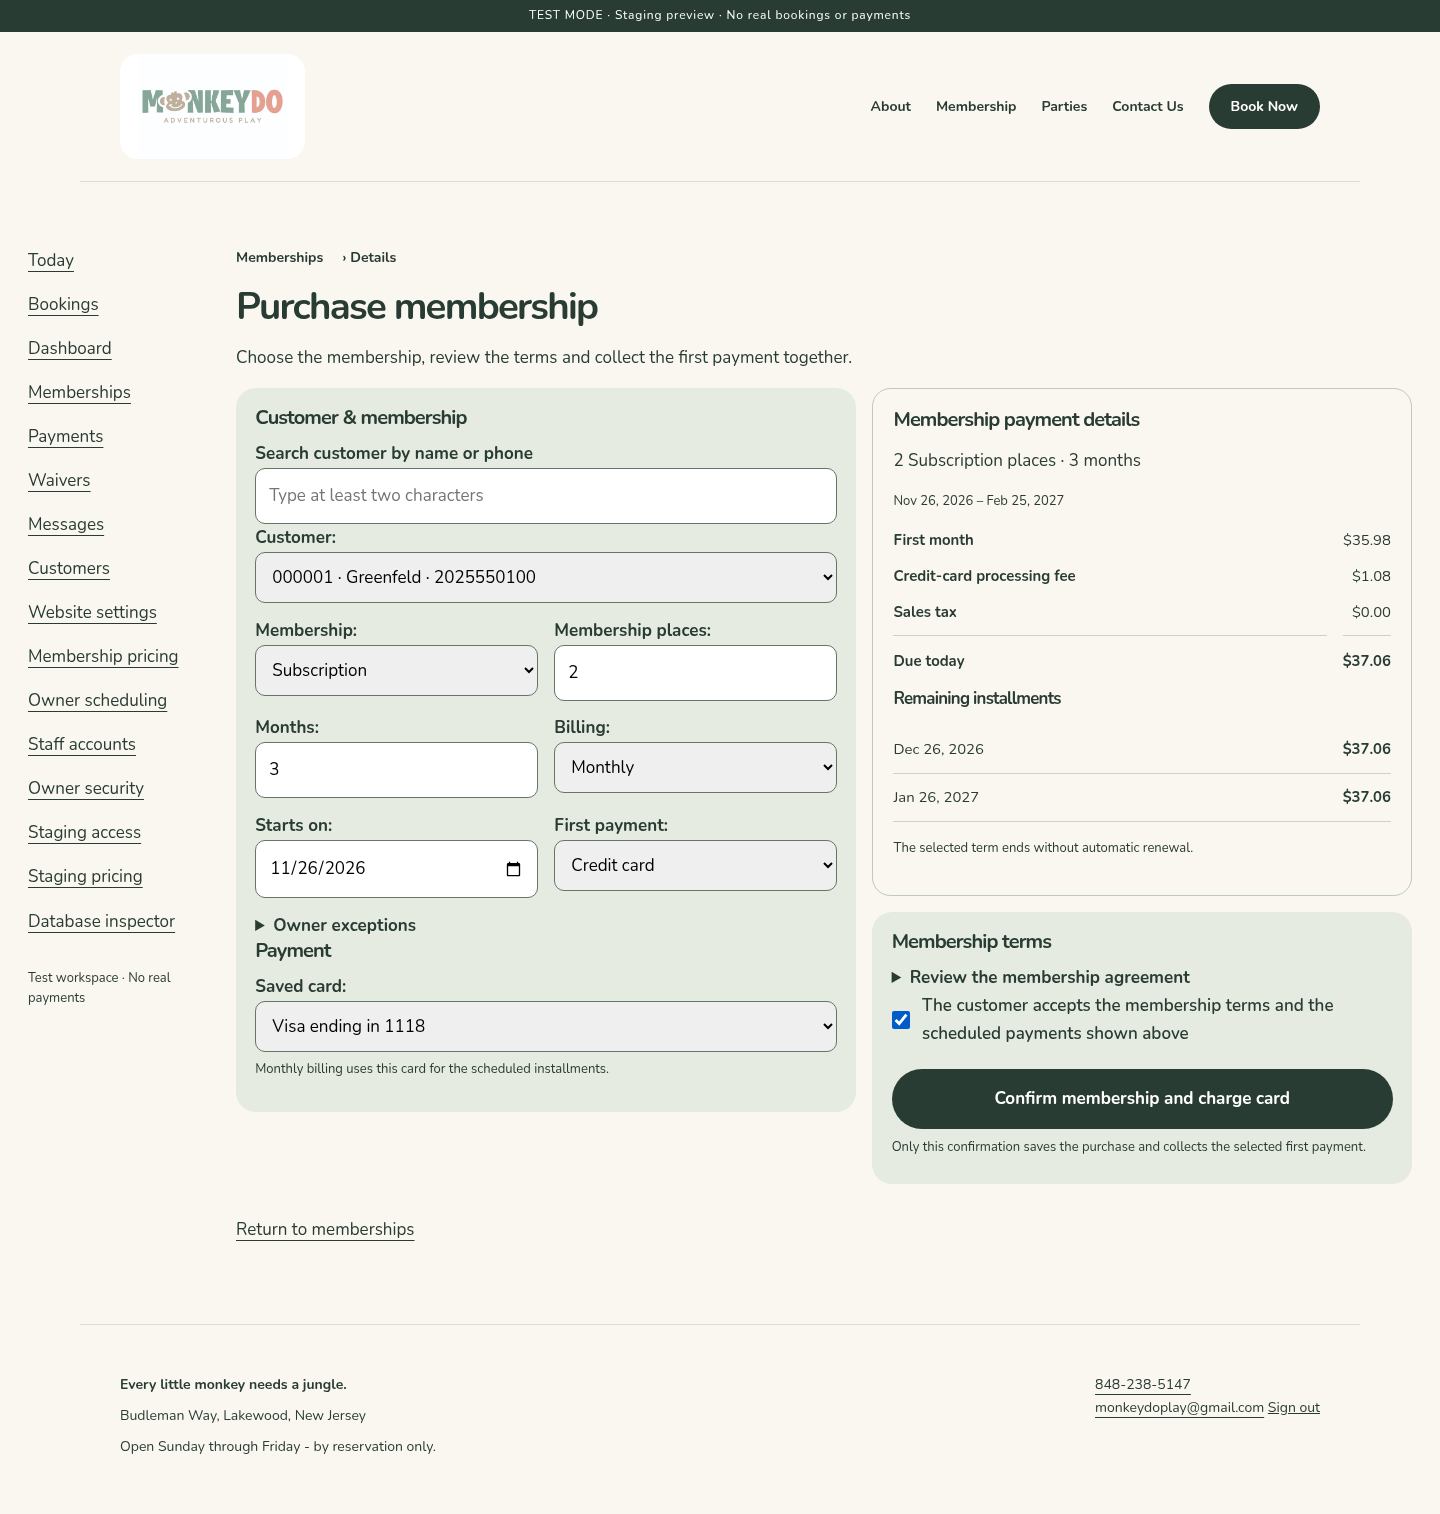 TEST MODE · Staging preview · No real bookings or payments
MONKEYDO
ADVENTUROUS PLAY
About
Membership
Parties
Contact Us
Book Now
Today
Bookings
Dashboard
Memberships
Payments
Waivers
Messages
Customers
Website settings
Membership pricing
Owner scheduling
Staff accounts
Owner security
Staging access
Staging pricing
Database inspector
Test workspace · No real
payments
Memberships › Details
Purchase membership
Choose the membership, review the terms and collect the first payment together.
Customer & membership
Search customer by name or phone
Type at least two characters
Customer:
000001 · Greenfeld · 2025550100
Membership:
Membership places:
Subscription
2
Months:
Billing:
3
Monthly
Starts on:
First payment:
11/26/2026
Credit card
Owner exceptions
Payment
Saved card:
Visa ending in 1118
Monthly billing uses this card for the scheduled installments.
Membership payment details
2 Subscription places · 3 months
Nov 26, 2026 – Feb 25, 2027
First month $35.98
Credit-card processing fee $1.08
Sales tax $0.00
Due today $37.06
Remaining installments
Dec 26, 2026 $37.06
Jan 26, 2027 $37.06
The selected term ends without automatic renewal.
Membership terms
Review the membership agreement
The customer accepts the membership terms and the
scheduled payments shown above
Confirm membership and charge card
Only this confirmation saves the purchase and collects the selected first payment.
Return to memberships
Every little monkey needs a jungle.
Budleman Way, Lakewood, New Jersey
Open Sunday through Friday - by reservation only.
848-238-5147
monkeydoplay@gmail.com Sign out